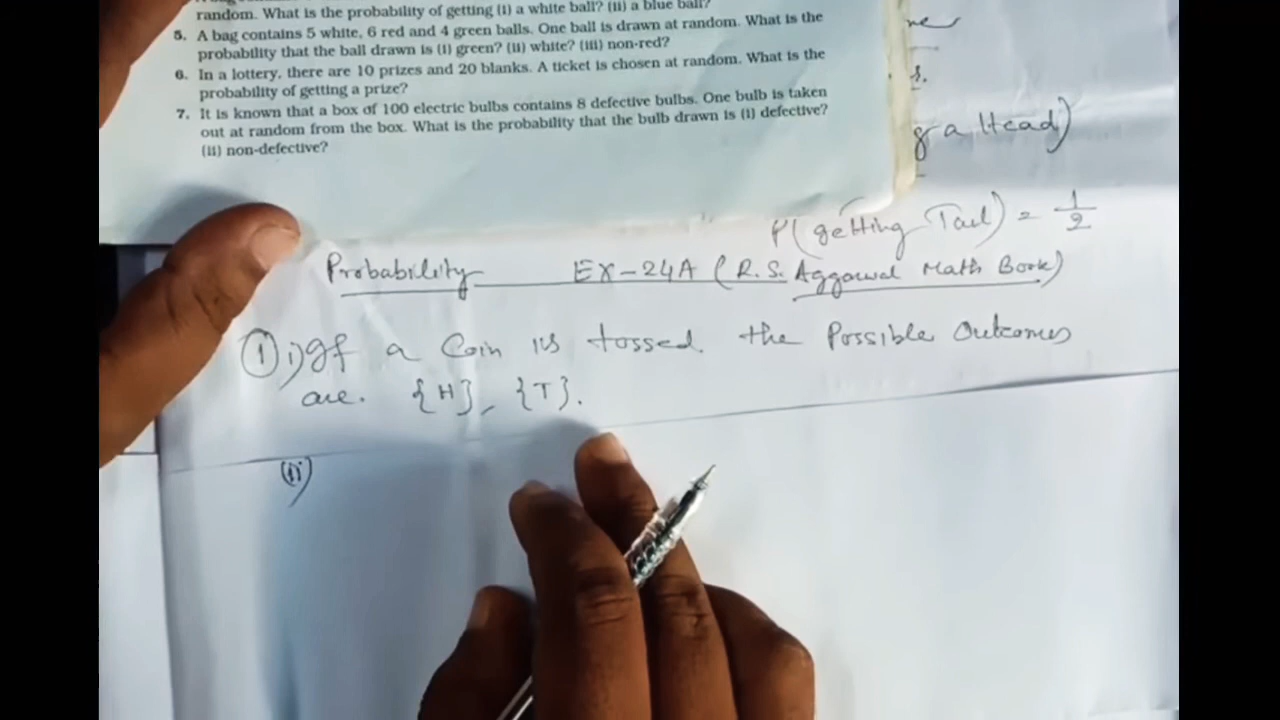 random. What is the probability of getting (i) a white ball? (ii) a blue ball?
5. A bag contains 5 white, 6 red and 4 green balls. One ball is drawn at random. What is the
probability that the ball drawn is (i) green? (ii) white? (iii) non-red?
6. In a lottery, there are 10 prizes and 20 blanks. A ticket is chosen at random. What is the
probability of getting a prize?
7. It is known that a box of 100 electric bulbs contains 8 defective bulbs. One bulb is taken
out at random from the box. What is the probability that the bulb drawn is (i) defective?
(ii) non-defective?
g a Head)
P(getting Tail) = 1/2
Probability EX-24A (R.S. Aggarwal Math Book)
1 i) If a Coin is tossed. the Possible Outcomes
are. {H}, {T}.
(ii)